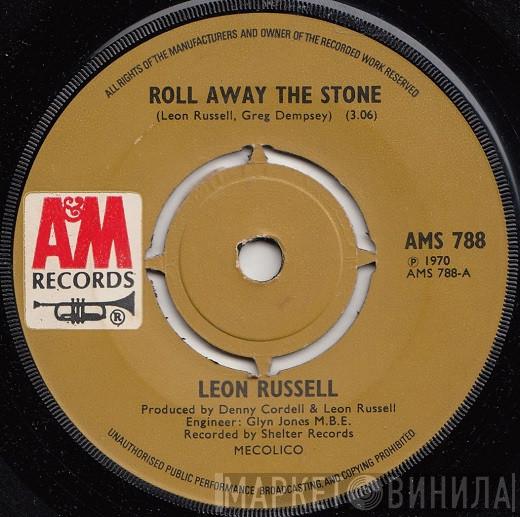 ALL RIGHTS OF THE MANUFACTURERS AND OWNER OF THE RECORDED WORK RESERVED
ROLL AWAY THE STONE
(Leon Russell, Greg Dempsey) (3.06)
A&M
RECORDS
®
AMS 788
℗ 1970
AMS 788-A
LEON RUSSELL
Produced by Denny Cordell & Leon Russell
Engineer: Glyn Jones M.B.E.
Recorded by Shelter Records
MECOLICO
UNAUTHORISED PUBLIC PERFORMANCE, BROADCASTING, AND COPYING PROHIBITED
МАРКЕТ ВИНИЛА